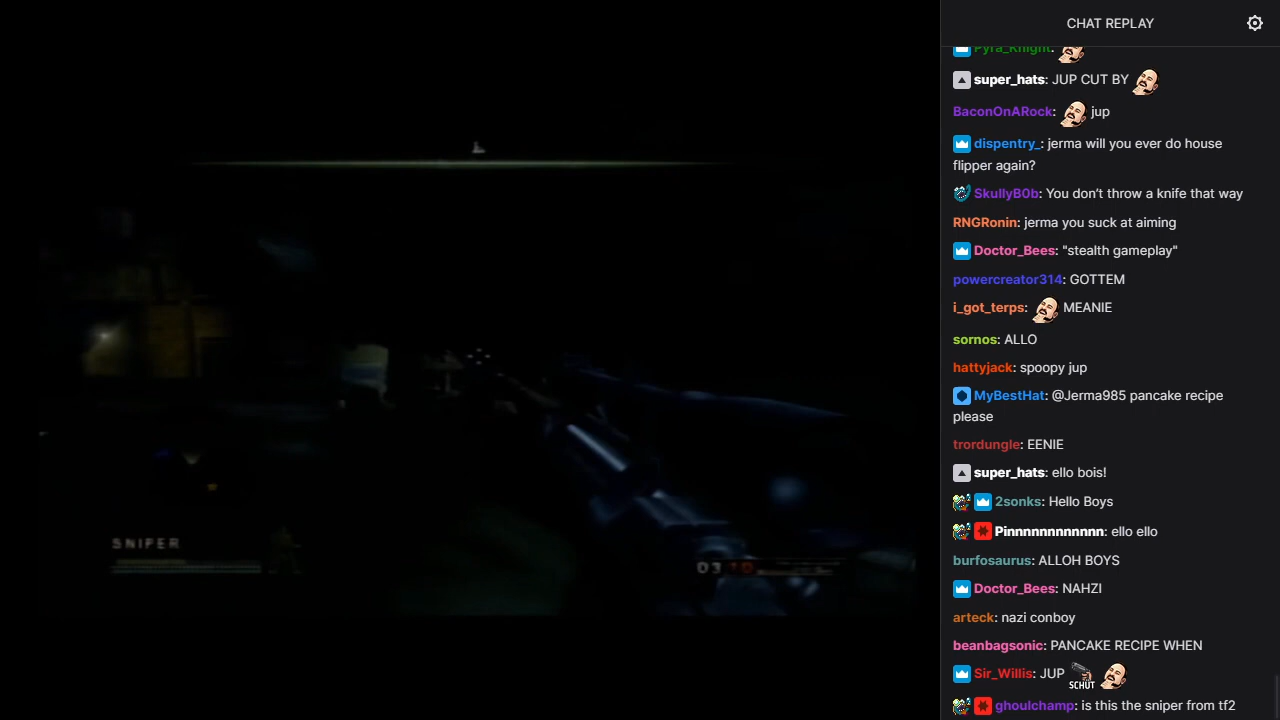 CHAT REPLAY
Pyra_Knight:
super_hats: JUP CUT BY
BaconOnARock: jup
dispentry_: jerma will you ever do house
flipper again?
SkullyB0b: You don't throw a knife that way
RNGRonin: jerma you suck at aiming
Doctor_Bees: "stealth gameplay"
powercreator314: GOTTEM
i_got_terps: MEANIE
sornos: ALLO
hattyjack: spoopy jup
MyBestHat: @Jerma985 pancake recipe
please
trordungle: EENIE
super_hats: ello bois!
2sonks: Hello Boys
Pinnnnnnnnnnnn: ello ello
burfosaurus: ALLOH BOYS
Doctor_Bees: NAHZI
arteck: nazi conboy
beanbagsonic: PANCAKE RECIPE WHEN
Sir_Willis: JUP SCHUT
ghoulchamp: is this the sniper from tf2
SNIPER
03 10